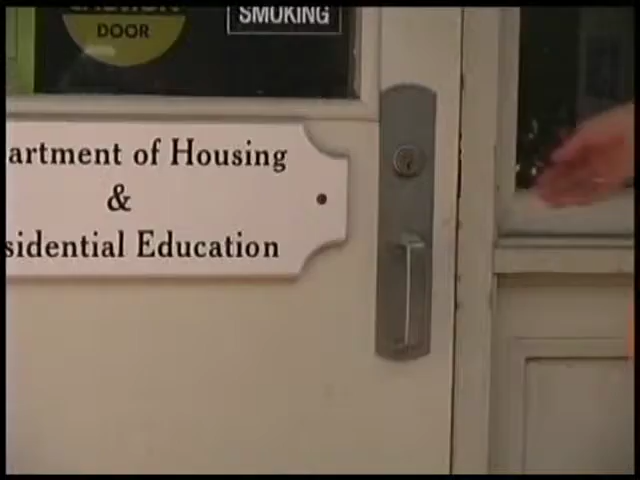 DOOR
SMOKING
artment of Housing
&
sidential Education